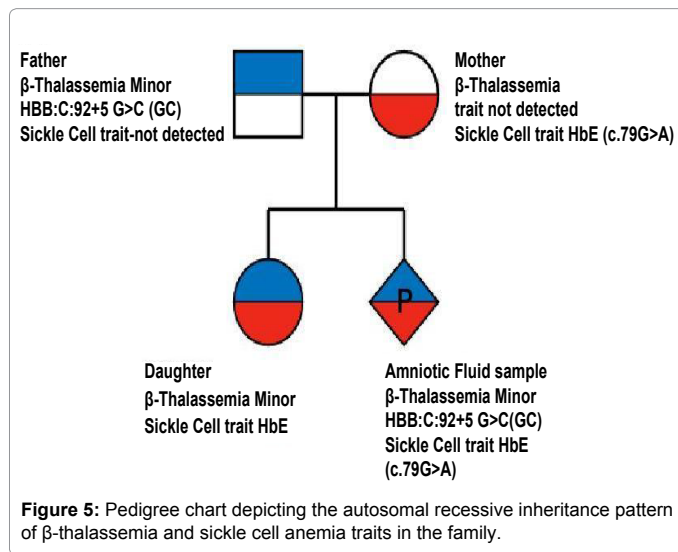 Father
β-Thalassemia Minor
HBB:C:92+5 G>C (GC)
Sickle Cell trait-not detected
Mother
β-Thalassemia
trait not detected
Sickle Cell trait HbE (c.79G>A)
P
Daughter
β-Thalassemia Minor
Sickle Cell trait HbE
Amniotic Fluid sample
β-Thalassemia Minor
HBB:C:92+5 G>C(GC)
Sickle Cell trait HbE
(c.79G>A)
Figure 5: Pedigree chart depicting the autosomal recessive inheritance pattern
of β-thalassemia and sickle cell anemia traits in the family.